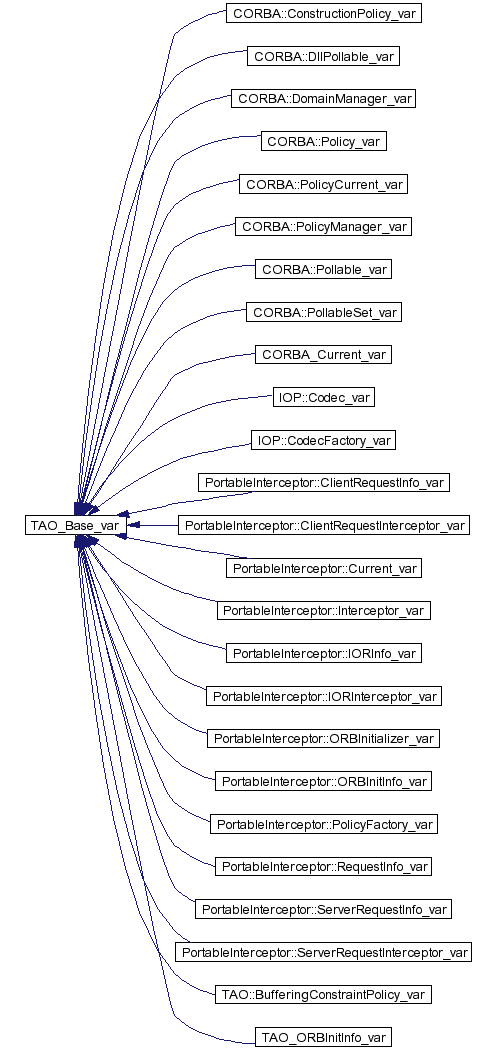 CORBA::ConstructionPolicy_var
CORBA::DllPollable_var
CORBA::DomainManager_var
CORBA::Policy_var
CORBA::PolicyCurrent_var
CORBA::PolicyManager_var
CORBA::Pollable_var
CORBA::PollableSet_var
CORBA_Current_var
IOP::Codec_var
IOP::CodecFactory_var
PortableInterceptor::ClientRequestInfo_var
TAO_Base_var
PortableInterceptor::ClientRequestInterceptor_var
PortableInterceptor::Current_var
PortableInterceptor::Interceptor_var
PortableInterceptor::IORInfo_var
PortableInterceptor::IORInterceptor_var
PortableInterceptor::ORBInitializer_var
PortableInterceptor::ORBInitInfo_var
PortableInterceptor::PolicyFactory_var
PortableInterceptor::RequestInfo_var
PortableInterceptor::ServerRequestInfo_var
PortableInterceptor::ServerRequestInterceptor_var
TAO::BufferingConstraintPolicy_var
TAO_ORBInitInfo_var